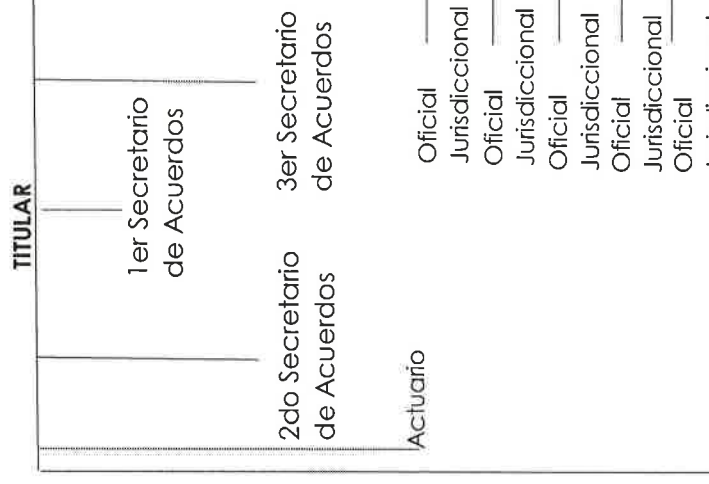 TITULAR
1er Secretario
de Acuerdos
2do Secretario
de Acuerdos
3er Secretario
de Acuerdos
Actuario
Oficial
Jurisdiccional
Oficial
Jurisdiccional
Oficial
Jurisdiccional
Oficial
Jurisdiccional
Oficial